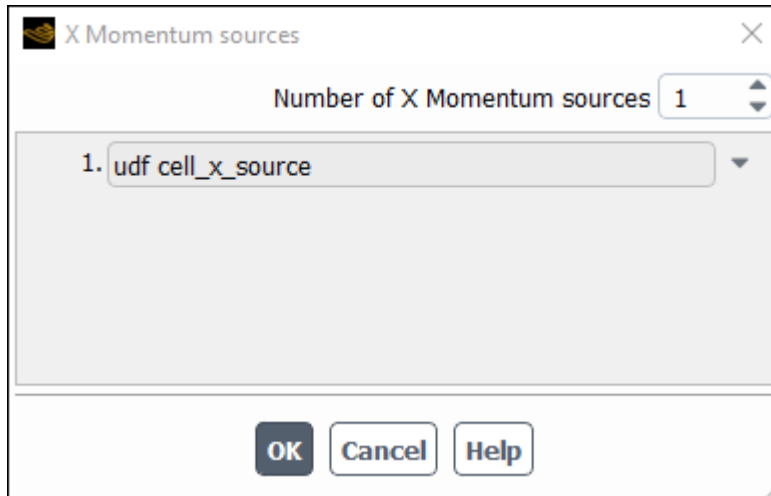 X Momentum sources
Number of X Momentum sources 1
1. udf cell_x_source
OK Cancel Help